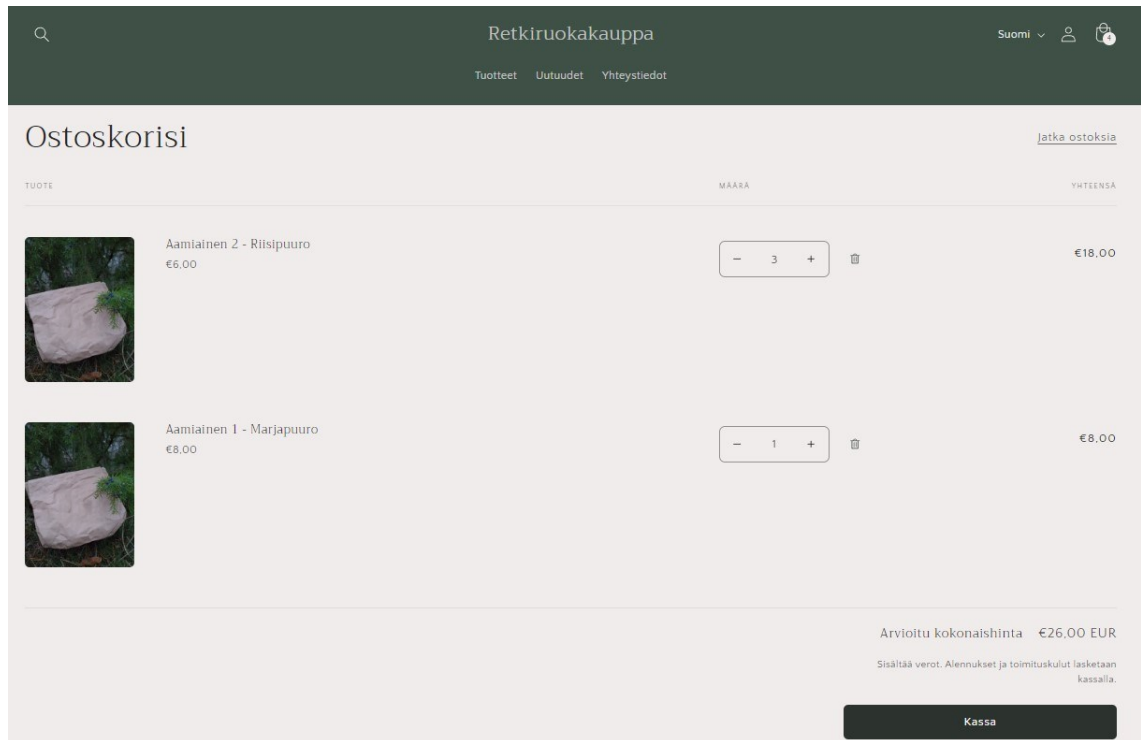 Retkiruokakauppa
Suomi
4
Tuotteet Uutuudet Yhteystiedot
Ostoskorisi
Jatka ostoksia
TUOTE MÄÄRÄ YHTEENSÄ
Aamiainen 2 - Riisipuuro
€6,00
− 3 +
€18,00
Aamiainen 1 - Marjapuuro
€8,00
− 1 +
€8,00
Arvioitu kokonaishinta €26,00 EUR
Sisältää verot. Alennukset ja toimituskulut lasketaan
kassalla.
Kassa